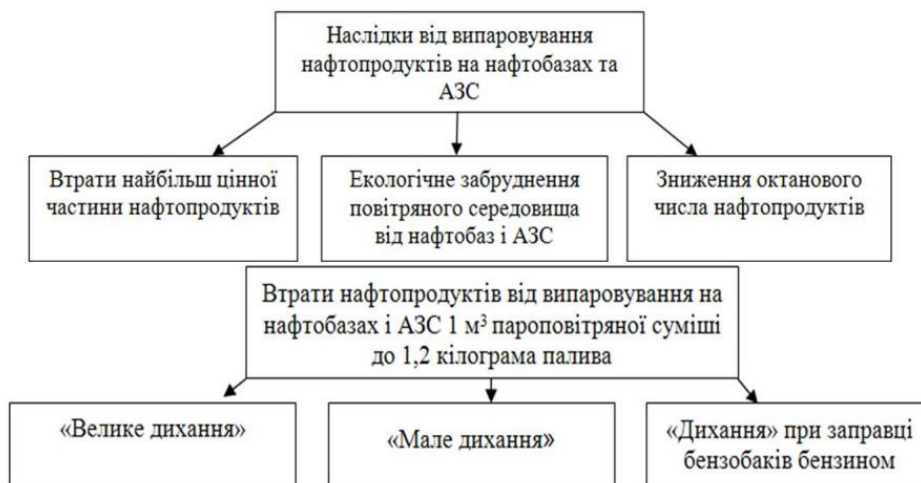 Наслідки від випаровування
нафтопродуктів на нафтобазах та
АЗС
Втрати найбільш цінної
частини нафтопродуктів
Екологічне забруднення
повітряного середовища
від нафтобаз і АЗС
Зниження октанового
числа нафтопродуктів
Втрати нафтопродуктів від випаровування на
нафтобазах і АЗС 1 м³ пароповітряної суміші
до 1,2 кілограма палива
«Велике дихання»
«Мале дихання»
«Дихання» при заправці
бензобаків бензином